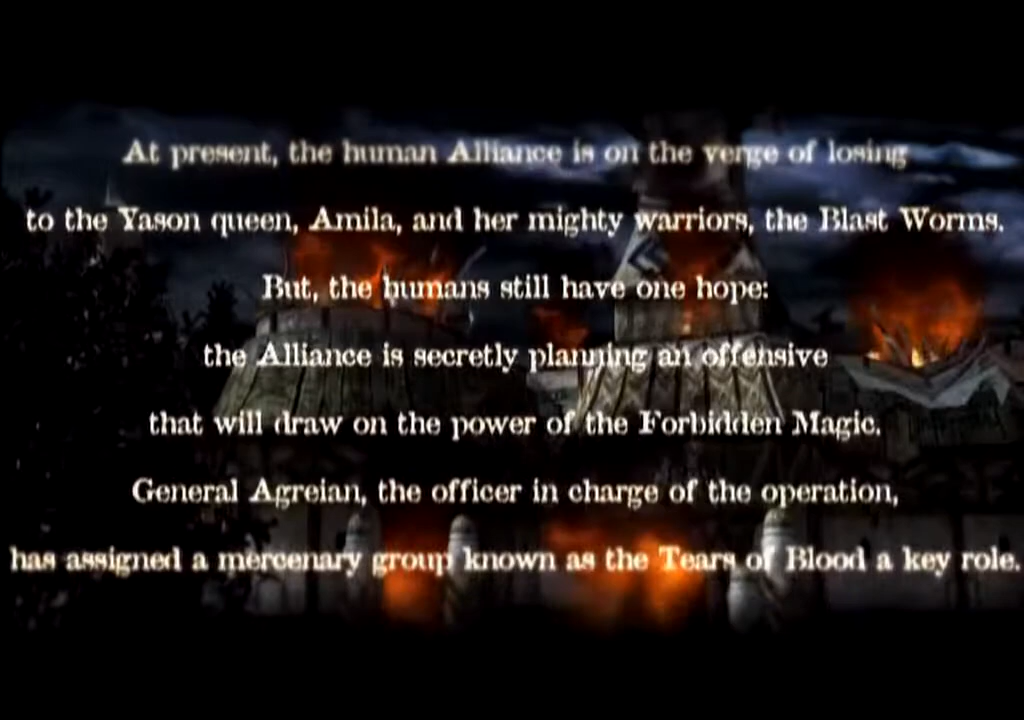 At present, the human Alliance is on the verge of losing
to the Yason queen, Amila, and her mighty warriors, the Blast Worms.
But, the humans still have one hope:
the Alliance is secretly planning an offensive
that will draw on the power of the Forbidden Magic.
General Agreian, the officer in charge of the operation,
has assigned a mercenary group known as the Tears of Blood a key role.